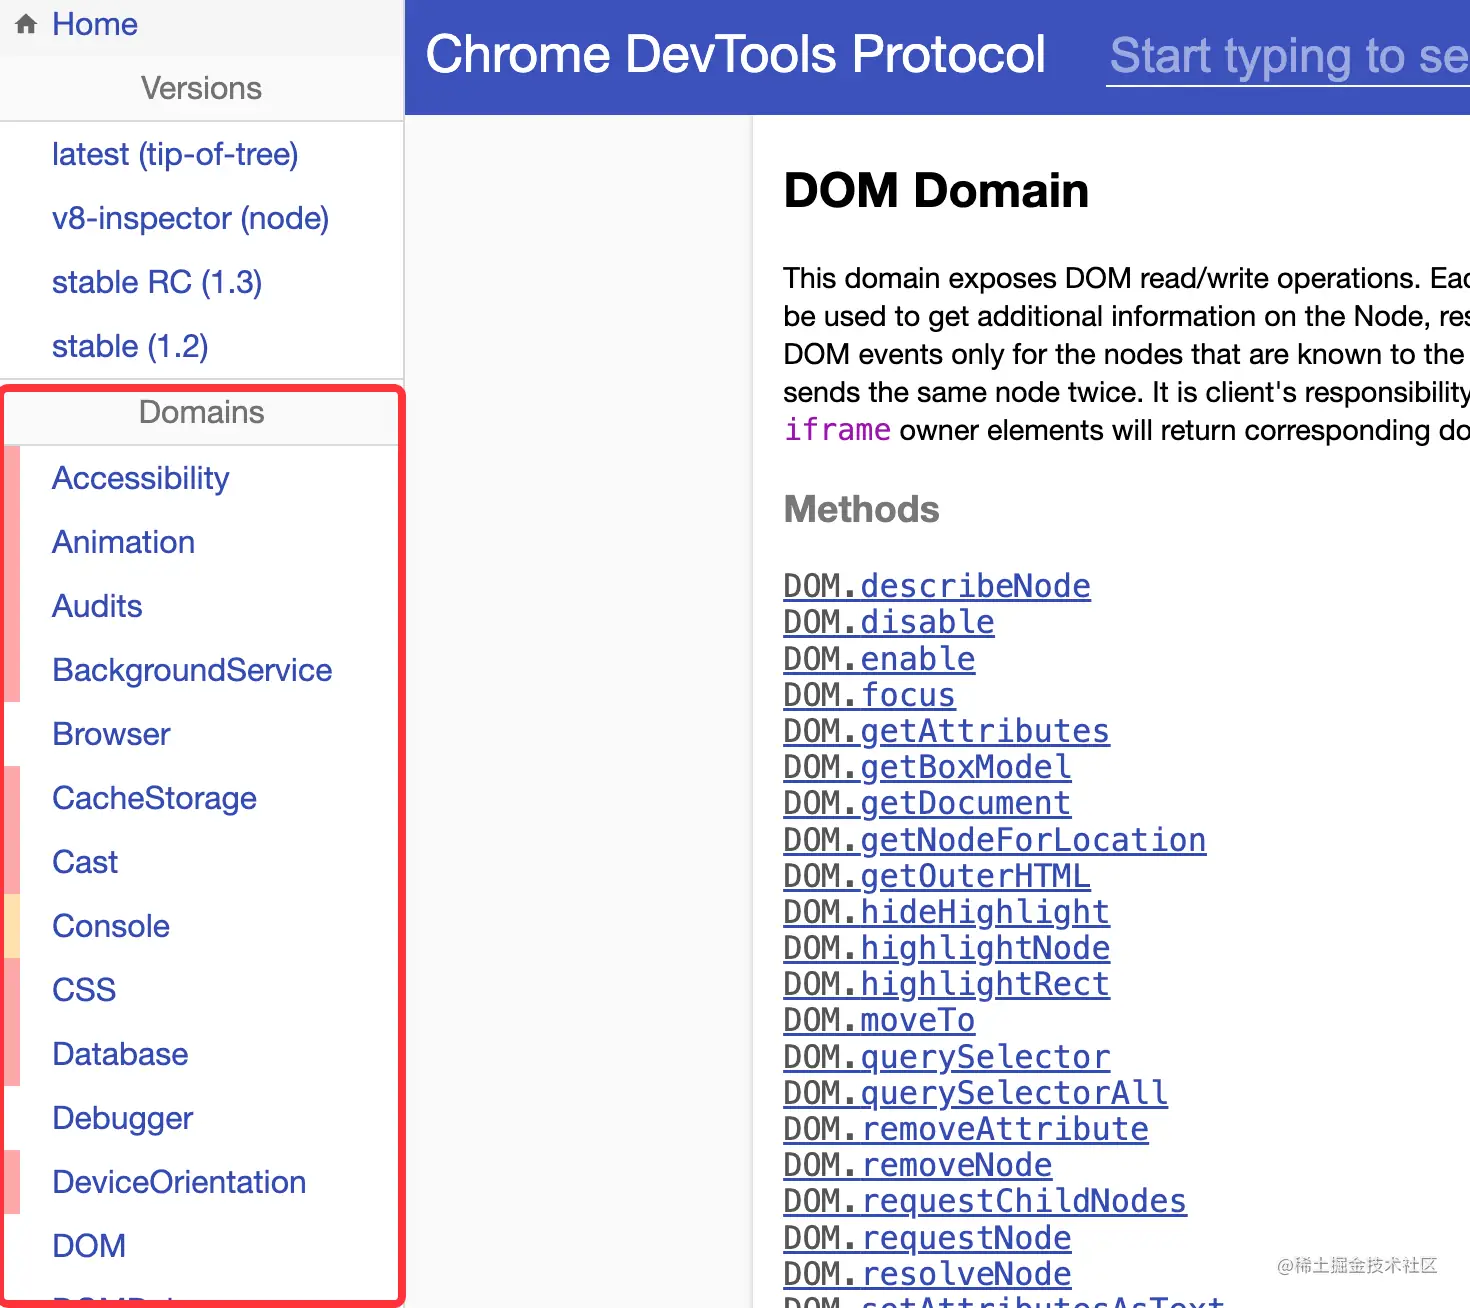 Home
Versions
latest (tip-of-tree)
v8-inspector (node)
stable RC (1.3)
stable (1.2)
Domains
Accessibility
Animation
Audits
BackgroundService
Browser
CacheStorage
Cast
Console
CSS
Database
Debugger
DeviceOrientation
DOM
Chrome DevTools Protocol
Start typing to se
DOM Domain
This domain exposes DOM read/write operations. Eac
be used to get additional information on the Node, res
DOM events only for the nodes that are known to the
sends the same node twice. It is client's responsibility
iframe owner elements will return corresponding do
Methods
DOM.describeNode
DOM.disable
DOM.enable
DOM.focus
DOM.getAttributes
DOM.getBoxModel
DOM.getDocument
DOM.getNodeForLocation
DOM.getOuterHTML
DOM.hideHighlight
DOM.highlightNode
DOM.highlightRect
DOM.moveTo
DOM.querySelector
DOM.querySelectorAll
DOM.removeAttribute
DOM.removeNode
DOM.requestChildNodes
DOM.requestNode
DOM.resolveNode
DOM.setAttributesAsText
@稀土掘金技术社区